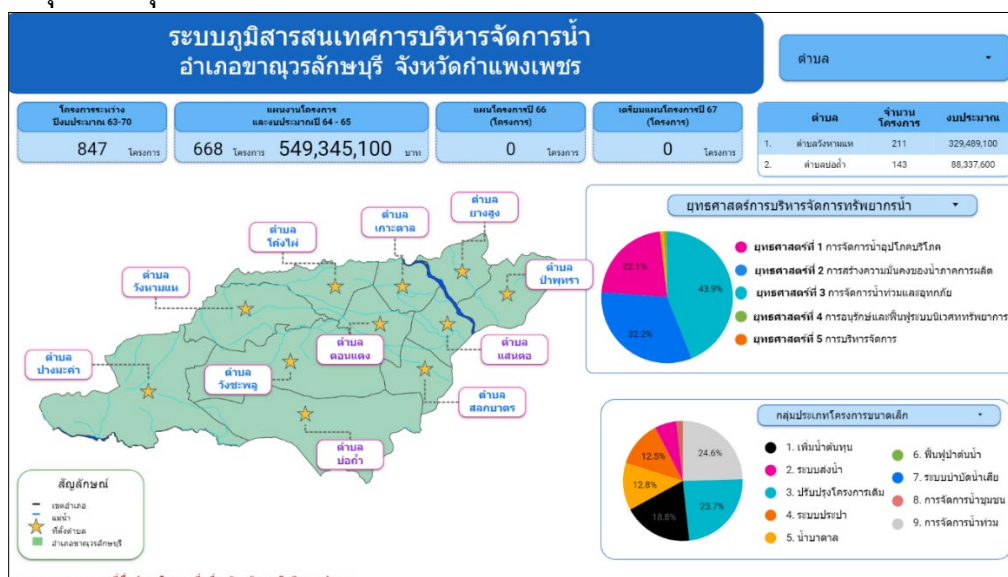 ระบบภูมิสารสนเทศการบริหารจัดการน้ำ
อำเภอขาณุวรลักษบุรี จังหวัดกำแพงเพชร
ตำบล
โครงการระหว่าง
ปีงบประมาณ 63-70
847 โครงการ
แผนงานโครงการ
และงบประมาณปี 64 - 65
668 โครงการ 549,345,100 บาท
แผนโครงการปี 66
(โครงการ)
0 โครงการ
เตรียมแผนโครงการปี 67
(โครงการ)
0 โครงการ
ตำบล จำนวน โครงการ งบประมาณ
1. ตำบลวังหามแห 211 329,489,100
2. ตำบลบ่อถ้ำ 143 88,337,600
ตำบล
ยางสูง
ตำบล
เกาะตาล
ตำบล
โค้งไผ่
ตำบล
ป่าพุทรา
ตำบล
วังหามแห
ตำบล
ดอนแตง
ตำบล
แสนตอ
ตำบล
ปางมะค่า
ตำบล
วังชะพลู
ตำบล
สลกบาตร
ตำบล
บ่อถ้ำ
สัญลักษณ์
เขตอำเภอ
แม่น้ำ
ที่ตั้งตำบล
อำเภอขาณุวรลักษบุรี
ยุทธศาสตร์การบริหารจัดการทรัพยากรน้ำ
22.1%
43.9%
32.2%
ยุทธศาสตร์ที่ 1 การจัดการน้ำอุปโภคบริโภค
ยุทธศาสตร์ที่ 2 การสร้างความมั่นคงของน้ำภาคการผลิต
ยุทธศาสตร์ที่ 3 การจัดการน้ำท่วมและอุทกภัย
ยุทธศาสตร์ที่ 4 การอนุรักษ์และฟื้นฟูระบบนิเวศทรัพยาการ
ยุทธศาสตร์ที่ 5 การบริหารจัดการ
กลุ่มประเภทโครงการขนาดเล็ก
12.5%
24.6%
12.8%
18.8%
23.7%
1. เพิ่มน้ำต้นทุน
2. ระบบส่งน้ำ
3. ปรับปรุงโครงการเดิม
4. ระบบประปา
5. น้ำบาดาล
6. ฟื้นฟูป่าต้นน้ำ
7. ระบบบำบัดน้ำเสีย
8. การจัดการน้ำชุมชน
9. การจัดการน้ำท่วม